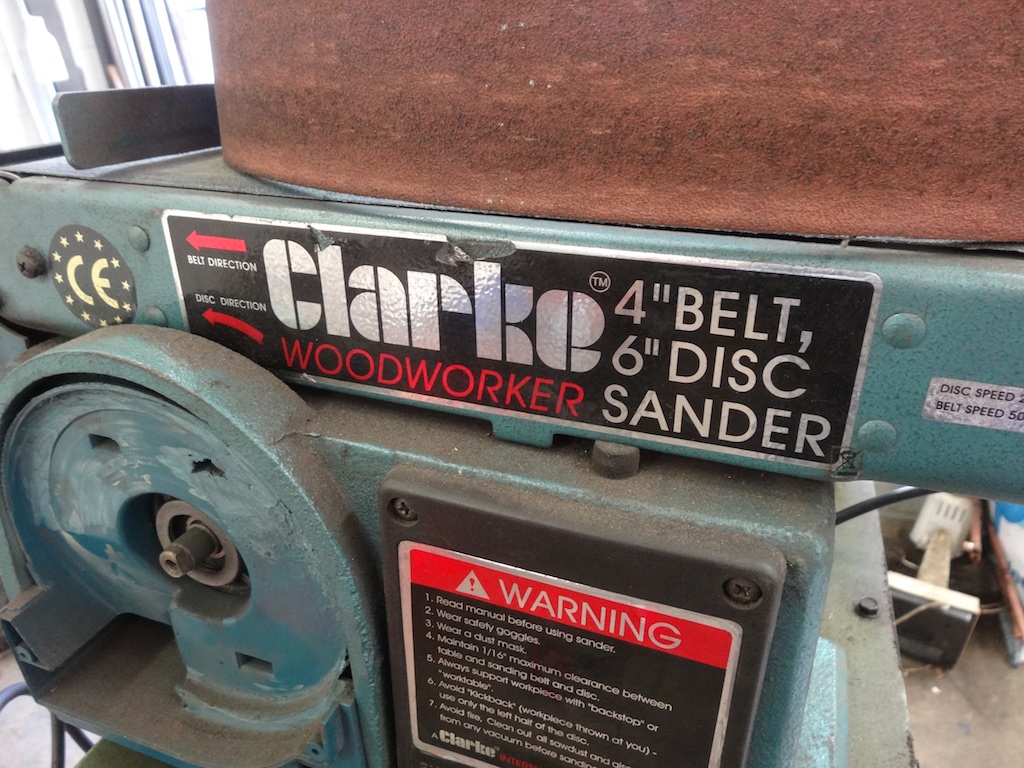 CE
BELT DIRECTION
DISC DIRECTION
Clarke™
WOODWORKER
4" BELT,
6" DISC
SANDER
DISC SPEED
BELT SPEED 50
WARNING
1. Read manual before using sander.
2. Wear safety goggles.
3. Wear a dust mask.
4. Maintain 1/16" maximum clearance between
table and sanding belt and disc.
5. Always support workpiece with "backstop" or
"worktable".
6. Avoid "Kickback" (workpiece thrown at you) -
use only the left half of the disc.
7. Avoid fire. Clean out all sawdust and
from any vacuum before sanding
A Clarke INTERN